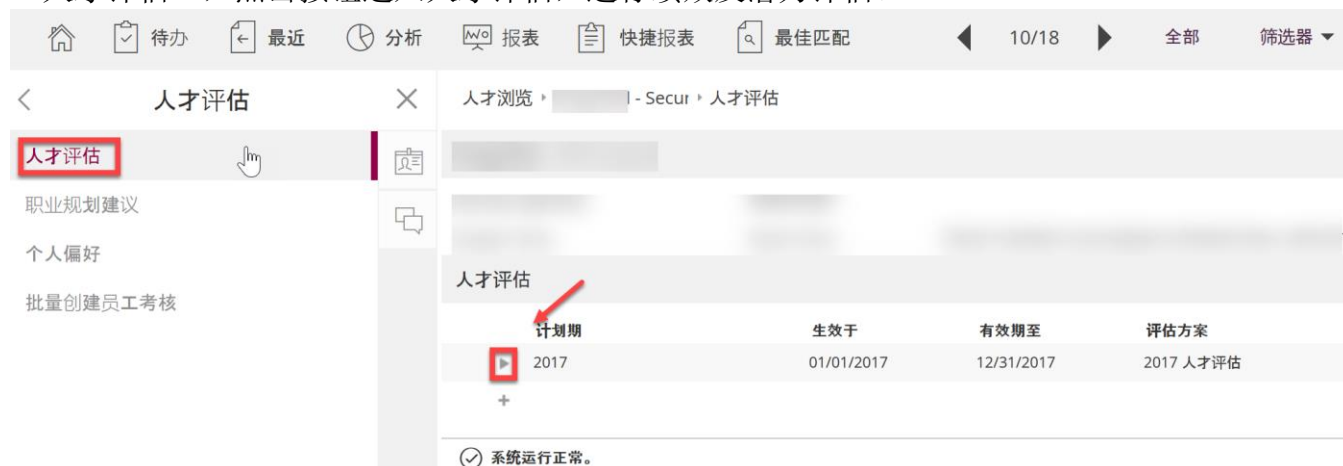 待办 最近 分析 报表 快捷报表 最佳匹配 10/18 全部 筛选器
人才评估
人才浏览 - Secur 人才评估
人才评估
职业规划建议
个人偏好
批量创建员工考核
人才评估
计划期 生效于 有效期至 评估方案
2017 01/01/2017 12/31/2017 2017 人才评估
+
系统运行正常。